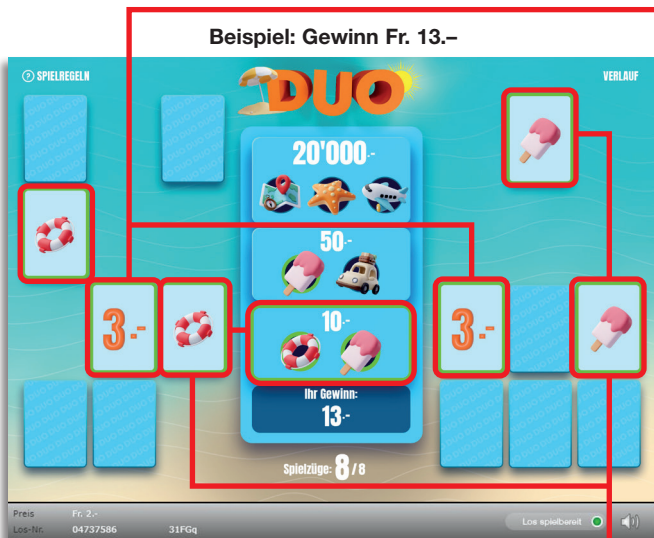 Beispiel: Gewinn Fr. 13.–
? SPIELREGELN
DUO
VERLAUF
20'000.-
50.-
3.-
3.-
10.-
Ihr Gewinn:
13.-
Spielzüge: 8/8
Preis Fr. 2.-
Los spielbereit
Los-Nr. 04737586 31FGq